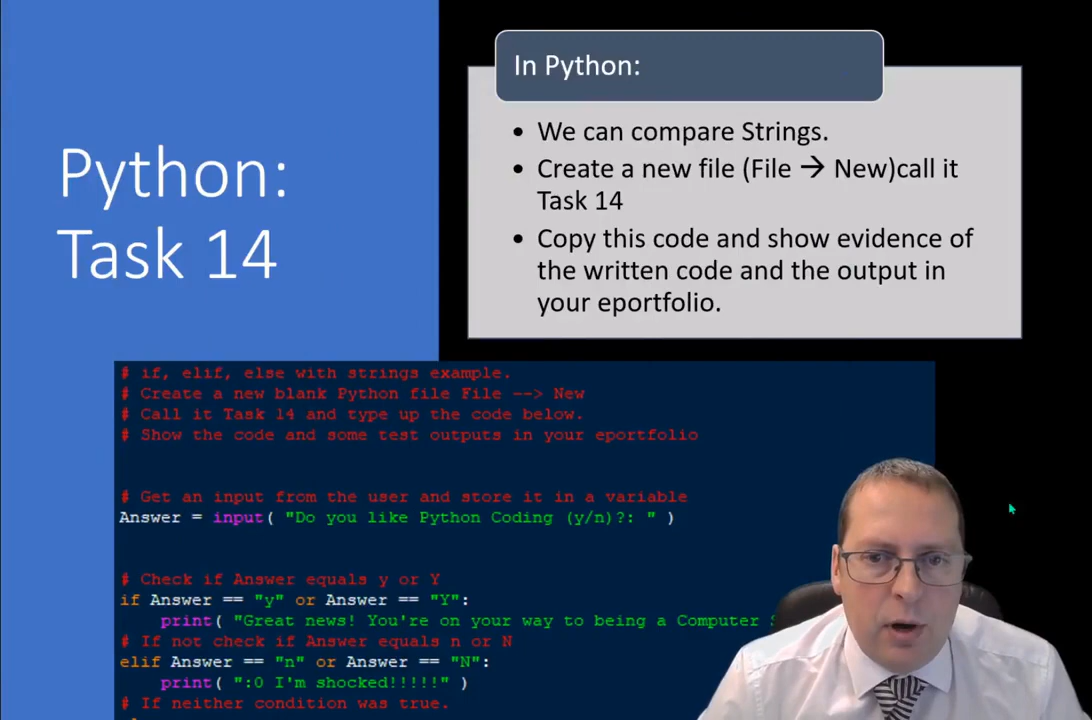 Python:
Task 14
In Python:
• We can compare Strings.
• Create a new file (File → New)call it
Task 14
• Copy this code and show evidence of
the written code and the output in
your eportfolio.
# if, elif, else with strings example.
# Create a new blank Python file File --> New
# Call it Task 14 and type up the code below.
# Show the code and some test outputs in your eportfolio
# Get an input from the user and store it in a variable
Answer = input( "Do you like Python Coding (y/n)?: " )
# Check if Answer equals y or Y
if Answer == "y" or Answer == "Y":
print( "Great news! You're on your way to being a Computer
# If not check if Answer equals n or N
elif Answer == "n" or Answer == "N":
print( ":O I'm shocked!!!!!" )
# If neither condition was true.